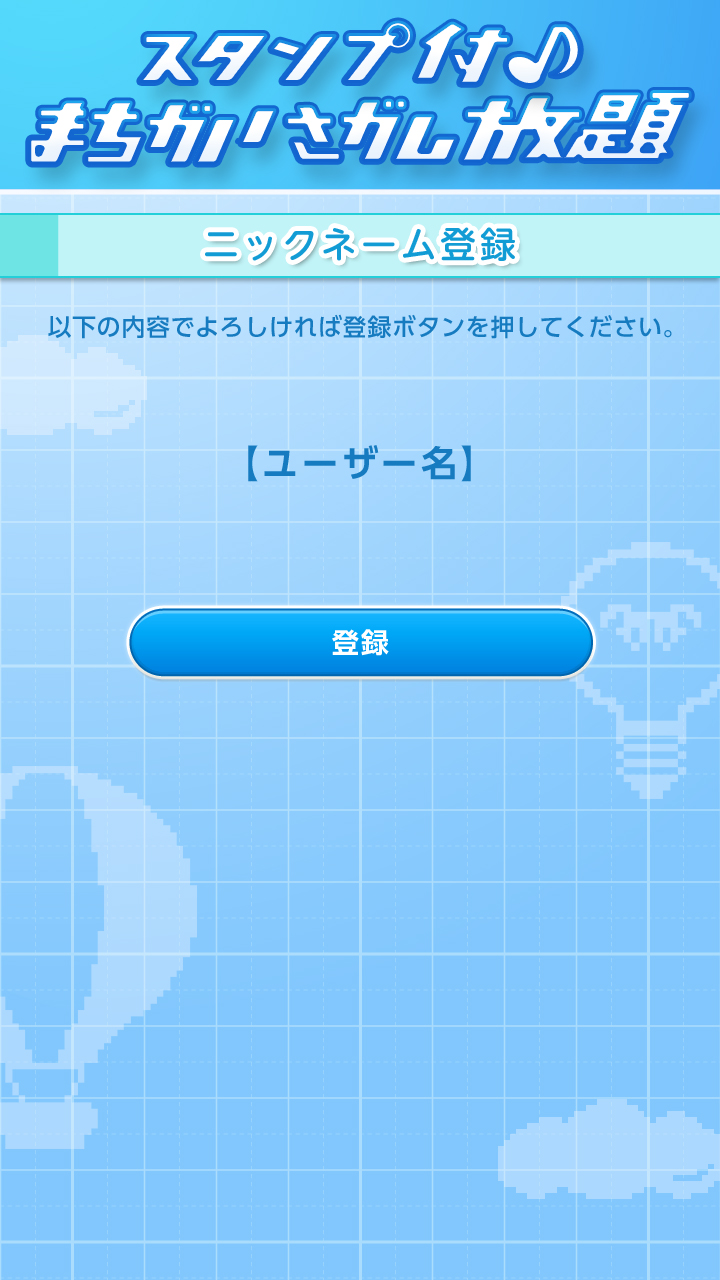 スタンプ付♪
まちがいさがし放題
ニックネーム登録
以下の内容でよろしければ登録ボタンを押してください。
【ユーザー名】
登録